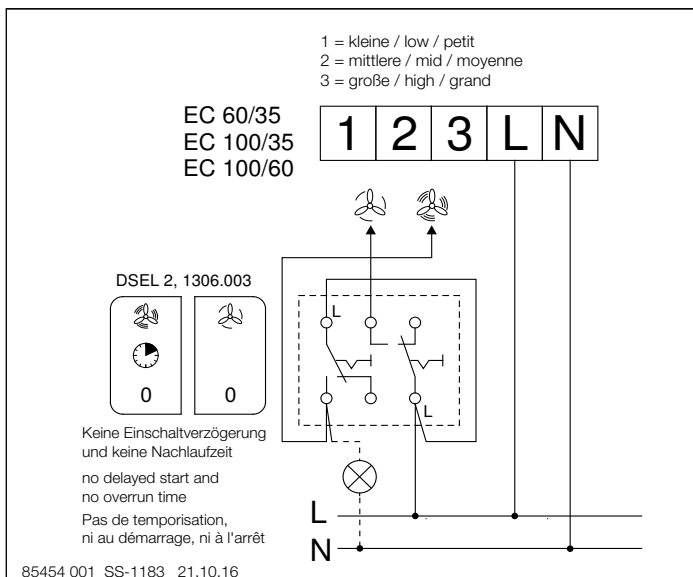 1 = kleine / low / petit
2 = mittlere / mid / moyenne
3 = große / high / grand
EC 60/35
EC 100/35
EC 100/60
1 2 3 L N
DSEL 2, 1306.003
L
0 0
L
Keine Einschaltverzögerung
und keine Nachlaufzeit
no delayed start and
no overrun time
Pas de temporisation,
ni au démarrage, ni à l'arrêt
L
N
85454 001 SS-1183 21.10.16